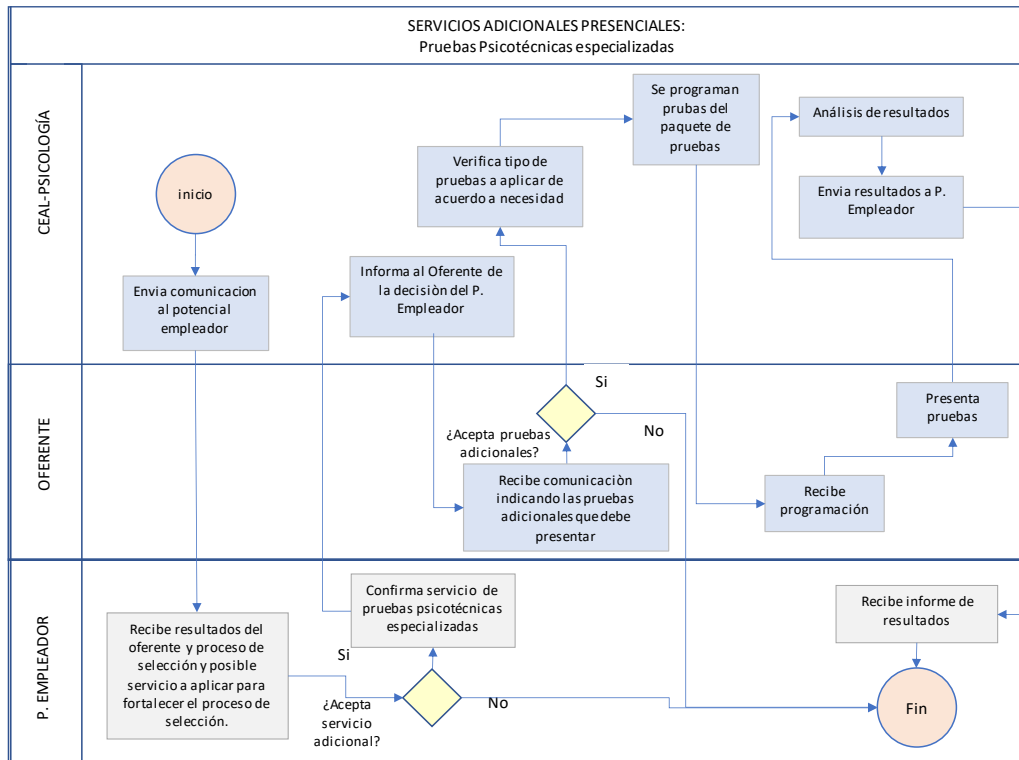 SERVICIOS ADICIONALES PRESENCIALES:
Pruebas Psicotécnicas especializadas
CEAL-PSICOLOGÍA
inicio
Envia comunicacion
al potencial
empleador
Informa al Oferente de
la decisiòn del P.
Empleador
Verifica tipo de
pruebas a aplicar de
acuerdo a necesidad
Se programan
prubas del
paquete de
pruebas
Análisis de resultados
Envia resultados a P.
Empleador
OFERENTE
Si
No
¿Acepta pruebas
adicionales?
Recibe comunicaciòn
indicando las pruebas
adicionales que debe
presentar
Recibe
programación
Presenta
pruebas
P. EMPLEADOR
Recibe resultados del
oferente y proceso de
selección y posible
servicio a aplicar para
fortalecer el proceso de
selección.
Si
¿Acepta
servicio
adicional?
No
Confirma servicio de
pruebas psicotécnicas
especializadas
Recibe informe de
resultados
Fin